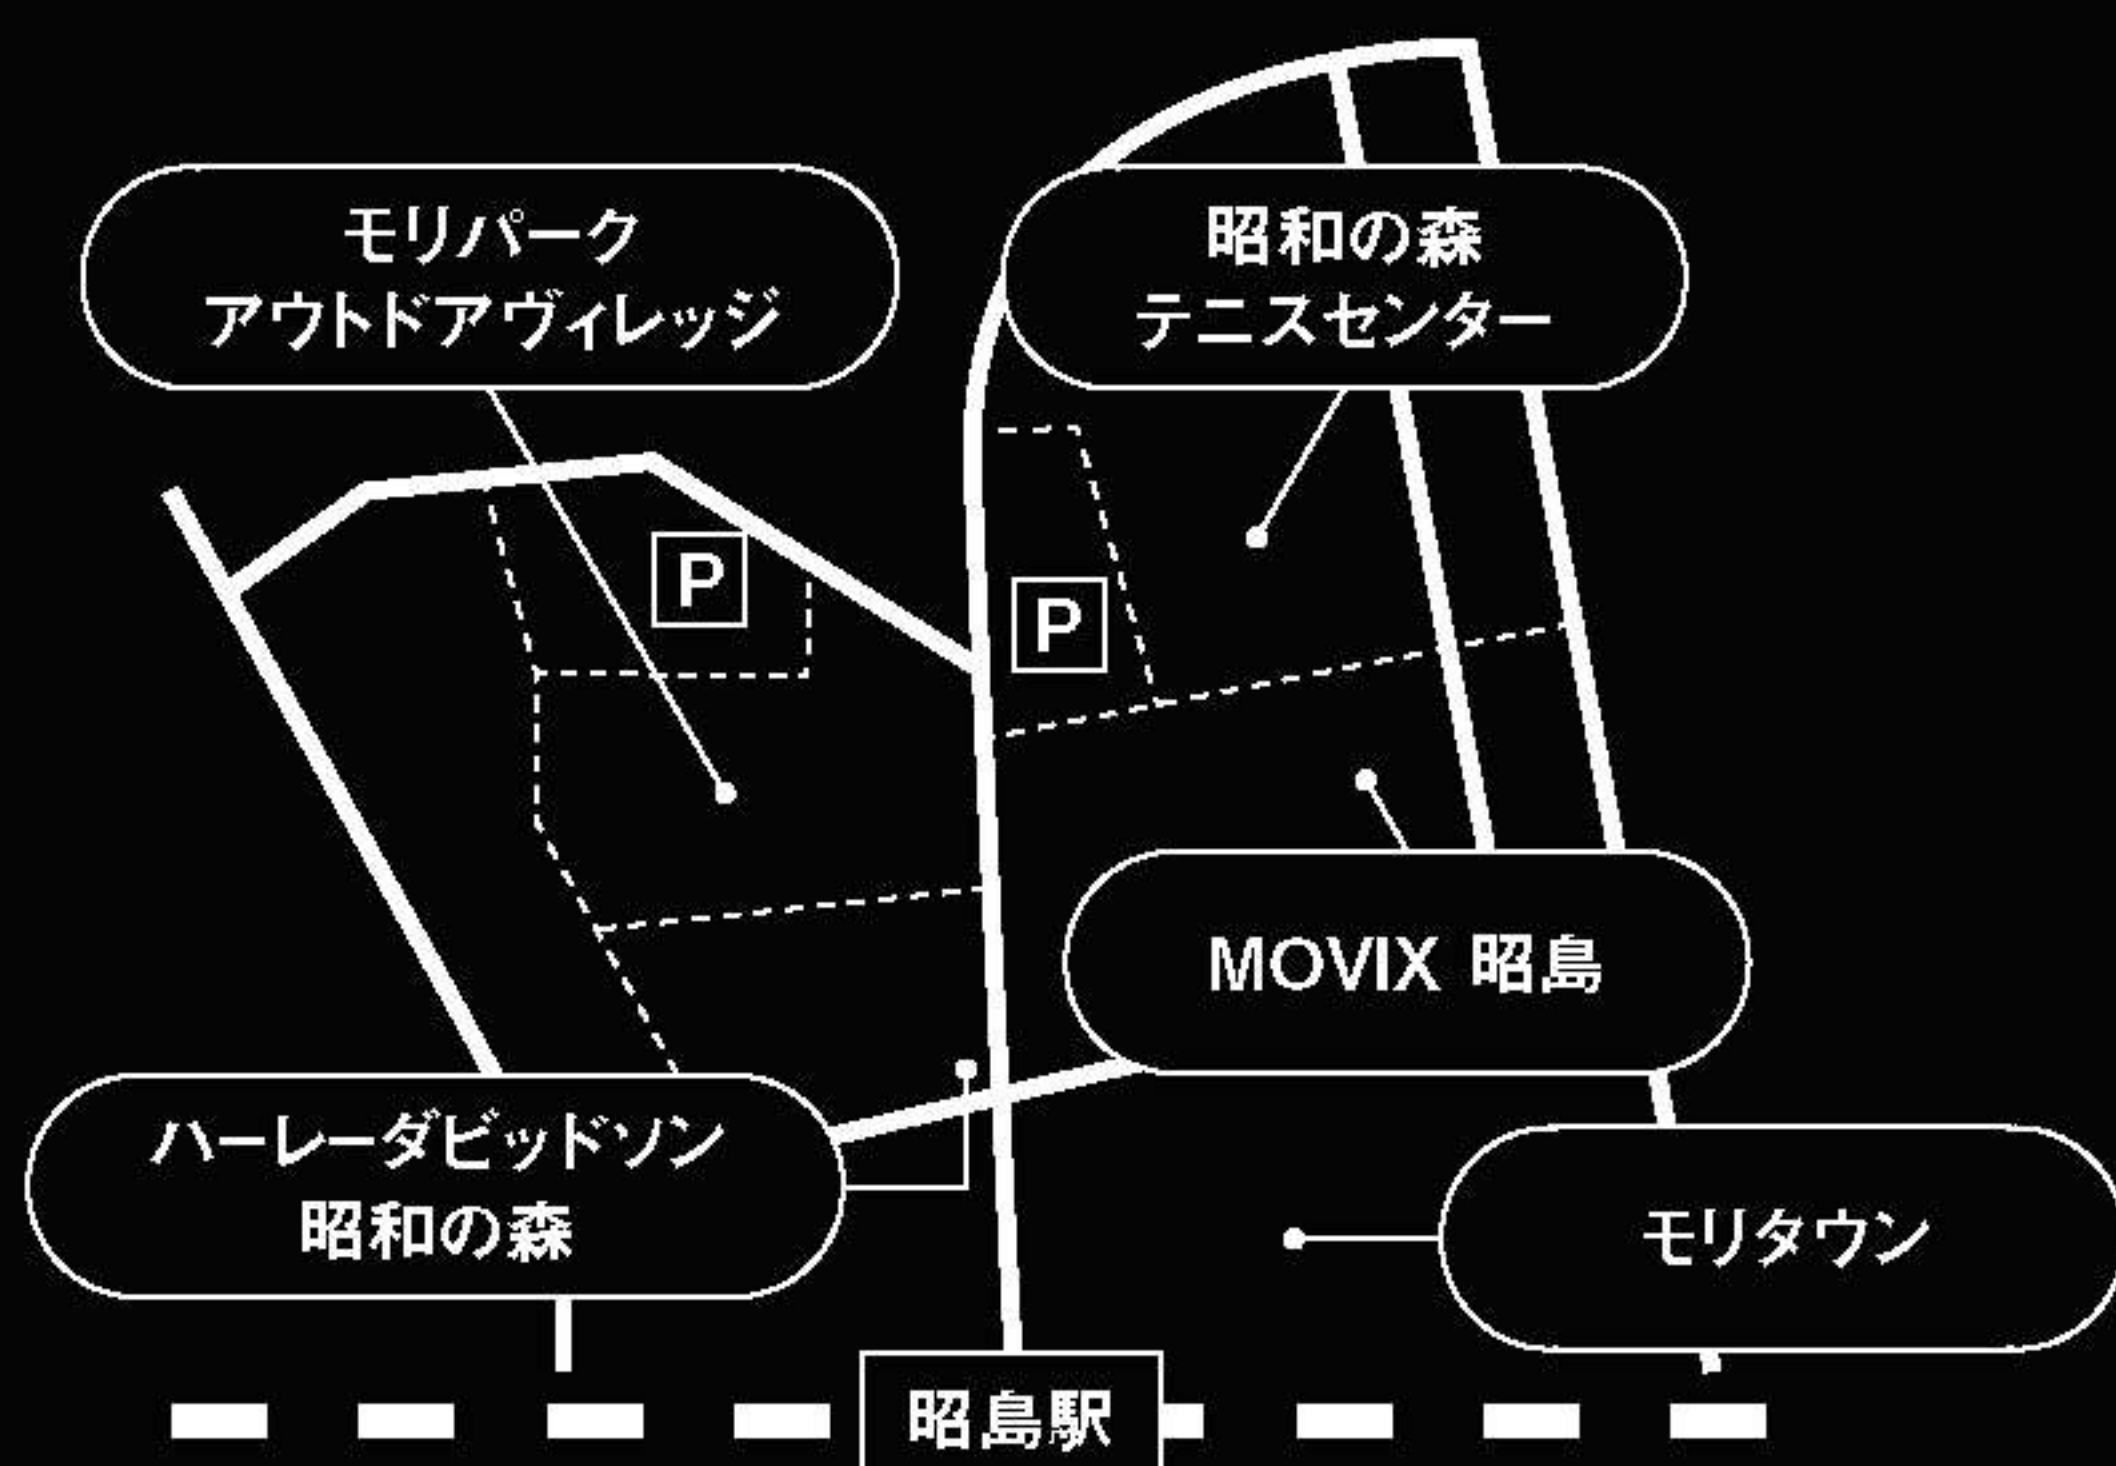 モリパーク
アウトドアヴィレッジ
昭和の森
テニスセンター
P
P
MOVIX 昭島
ハーレーダビッドソン
昭和の森
モリタウン
昭島駅